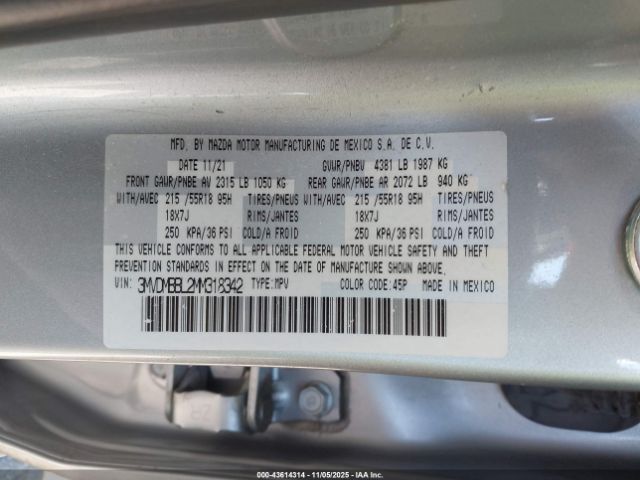 MFD. BY MAZDA MOTOR MANUFACTURING DE MEXICO S.A. DE C.V.
DATE 11/21 GVWR/PNBV 4381 LB 1987 KG
FRONT GAWR/PNBE AV 2315 LB 1050 KG REAR GAWR/PNBE AR 2072 LB 940 KG
WITH/AVEC 215 /55R18 95H TIRES/PNEUS WITH/AVEC 215 /55R18 95H TIRES/PNEUS
18X7J RIMS/JANTES 18X7J RIMS/JANTES
250 KPA/36 PSI COLD/A FROID 250 KPA/36 PSI COLD/A FROID
THIS VEHICLE CONFORMS TO ALL APPLICABLE FEDERAL MOTOR VEHICLE SAFETY AND THEFT
PREVENTION STANDARDS IN EFFECT ON THE DATE OF MANUFACTURE SHOWN ABOVE.
VIN: 3MVDMBBL2MM318342 TYPE:MPV COLOR CODE:45P MADE IN MEXICO
000-43614314 - 11/05/2025 - IAAI.COM